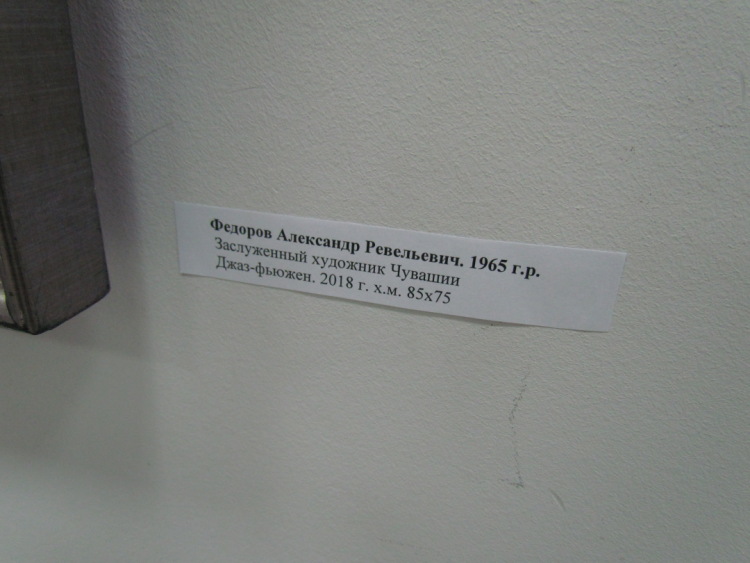 Федоров Александр Ревельевич. 1965 г.р.
Заслуженный художник Чувашии
Джаз-фьюжен. 2018 г. х.м. 85х75